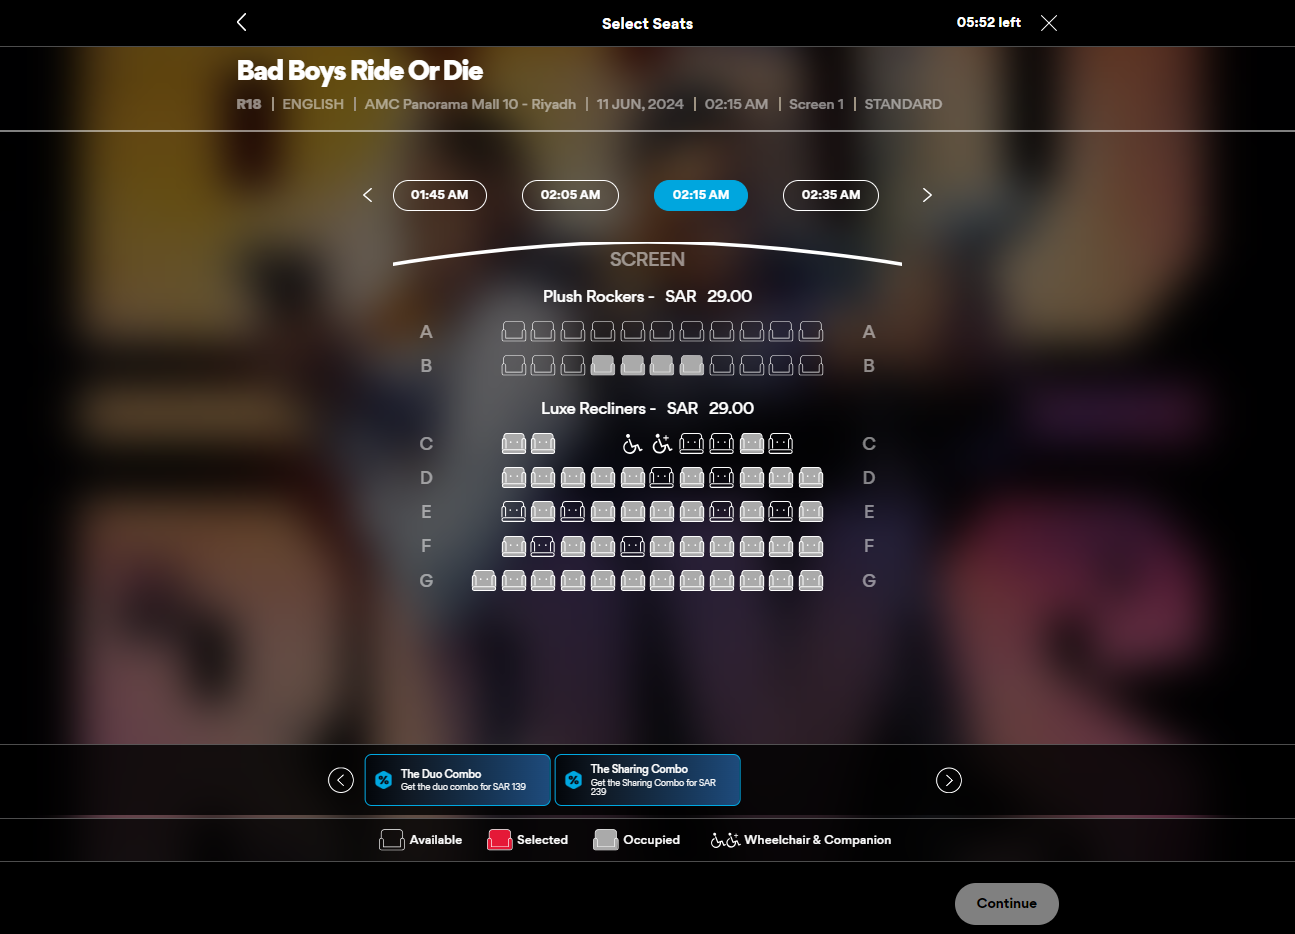 Select Seats
05:52 left
Bad Boys Ride Or Die
R18 | ENGLISH | AMC Panorama Mall 10 - Riyadh | 11 JUN, 2024 | 02:15 AM | Screen 1 | STANDARD
01:45 AM 02:05 AM 02:15 AM 02:35 AM
SCREEN
Plush Rockers - SAR 29.00
A A
B B
Luxe Recliners - SAR 29.00
C C
D D
E E
F F
G G
The Duo Combo
Get the duo combo for SAR 139
The Sharing Combo
Get the Sharing Combo for SAR
239
Available Selected Occupied Wheelchair & Companion
Continue